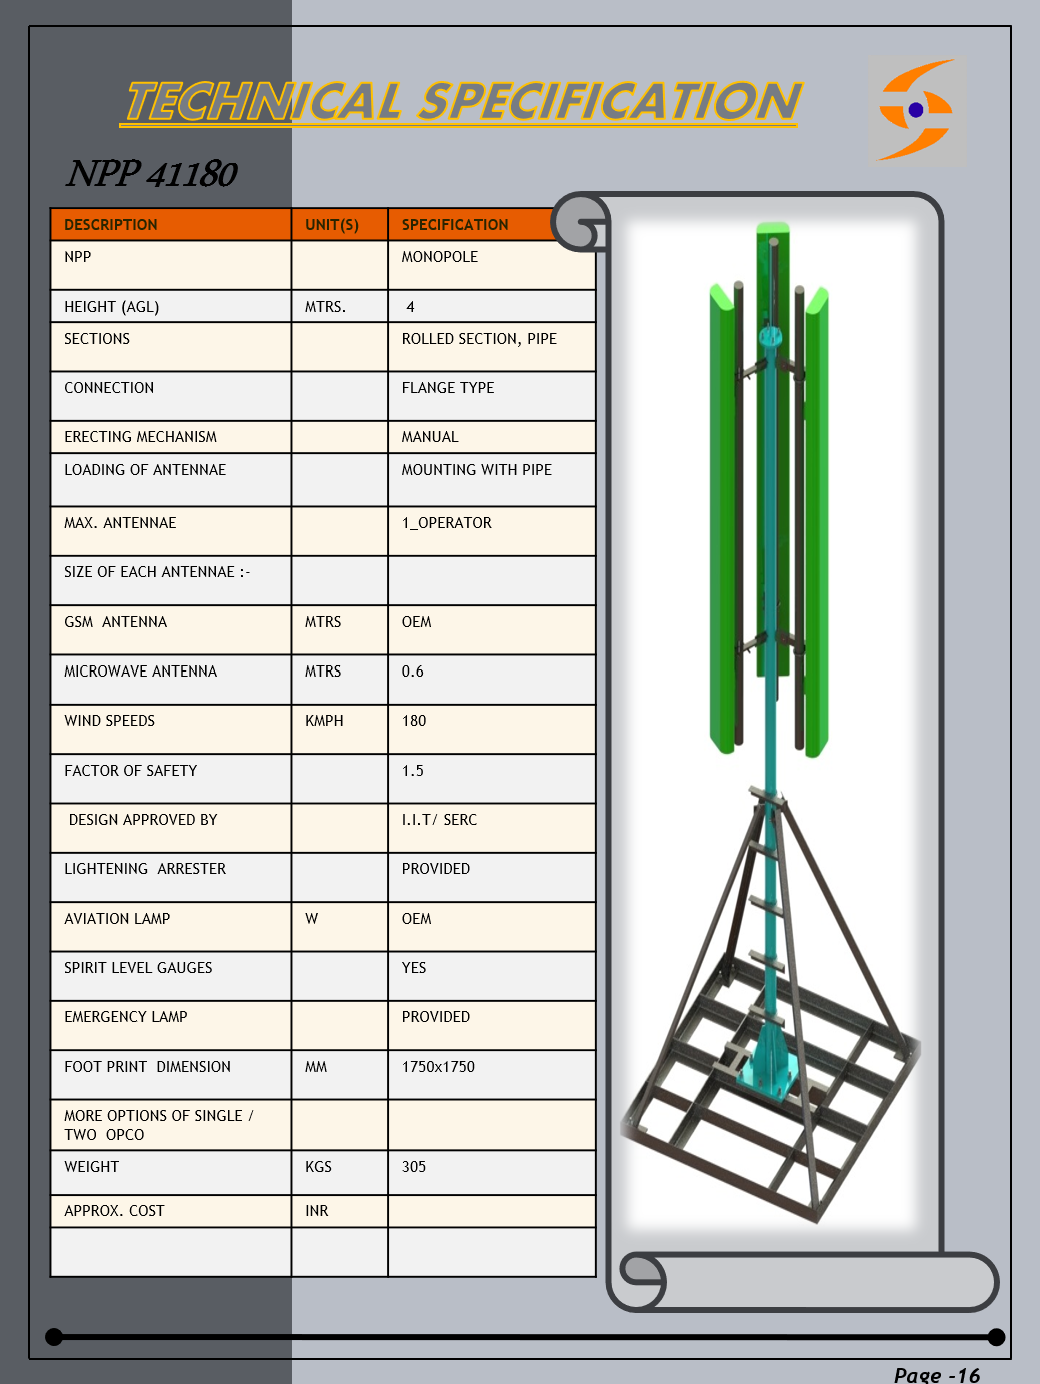 TECHNICAL SPECIFICATION
NPP 41180
DESCRIPTION UNIT(S) SPECIFICATION
NPP MONOPOLE
HEIGHT (AGL) MTRS. 4
SECTIONS ROLLED SECTION, PIPE
CONNECTION FLANGE TYPE
ERECTING MECHANISM MANUAL
LOADING OF ANTENNAE MOUNTING WITH PIPE
MAX. ANTENNAE 1_OPERATOR
SIZE OF EACH ANTENNAE :-
GSM ANTENNA MTRS OEM
MICROWAVE ANTENNA MTRS 0.6
WIND SPEEDS KMPH 180
FACTOR OF SAFETY 1.5
DESIGN APPROVED BY I.I.T/ SERC
LIGHTENING ARRESTER PROVIDED
AVIATION LAMP W OEM
SPIRIT LEVEL GAUGES YES
EMERGENCY LAMP PROVIDED
FOOT PRINT DIMENSION MM 1750x1750
MORE OPTIONS OF SINGLE /
TWO OPCO
WEIGHT KGS 305
APPROX. COST INR
Page -16